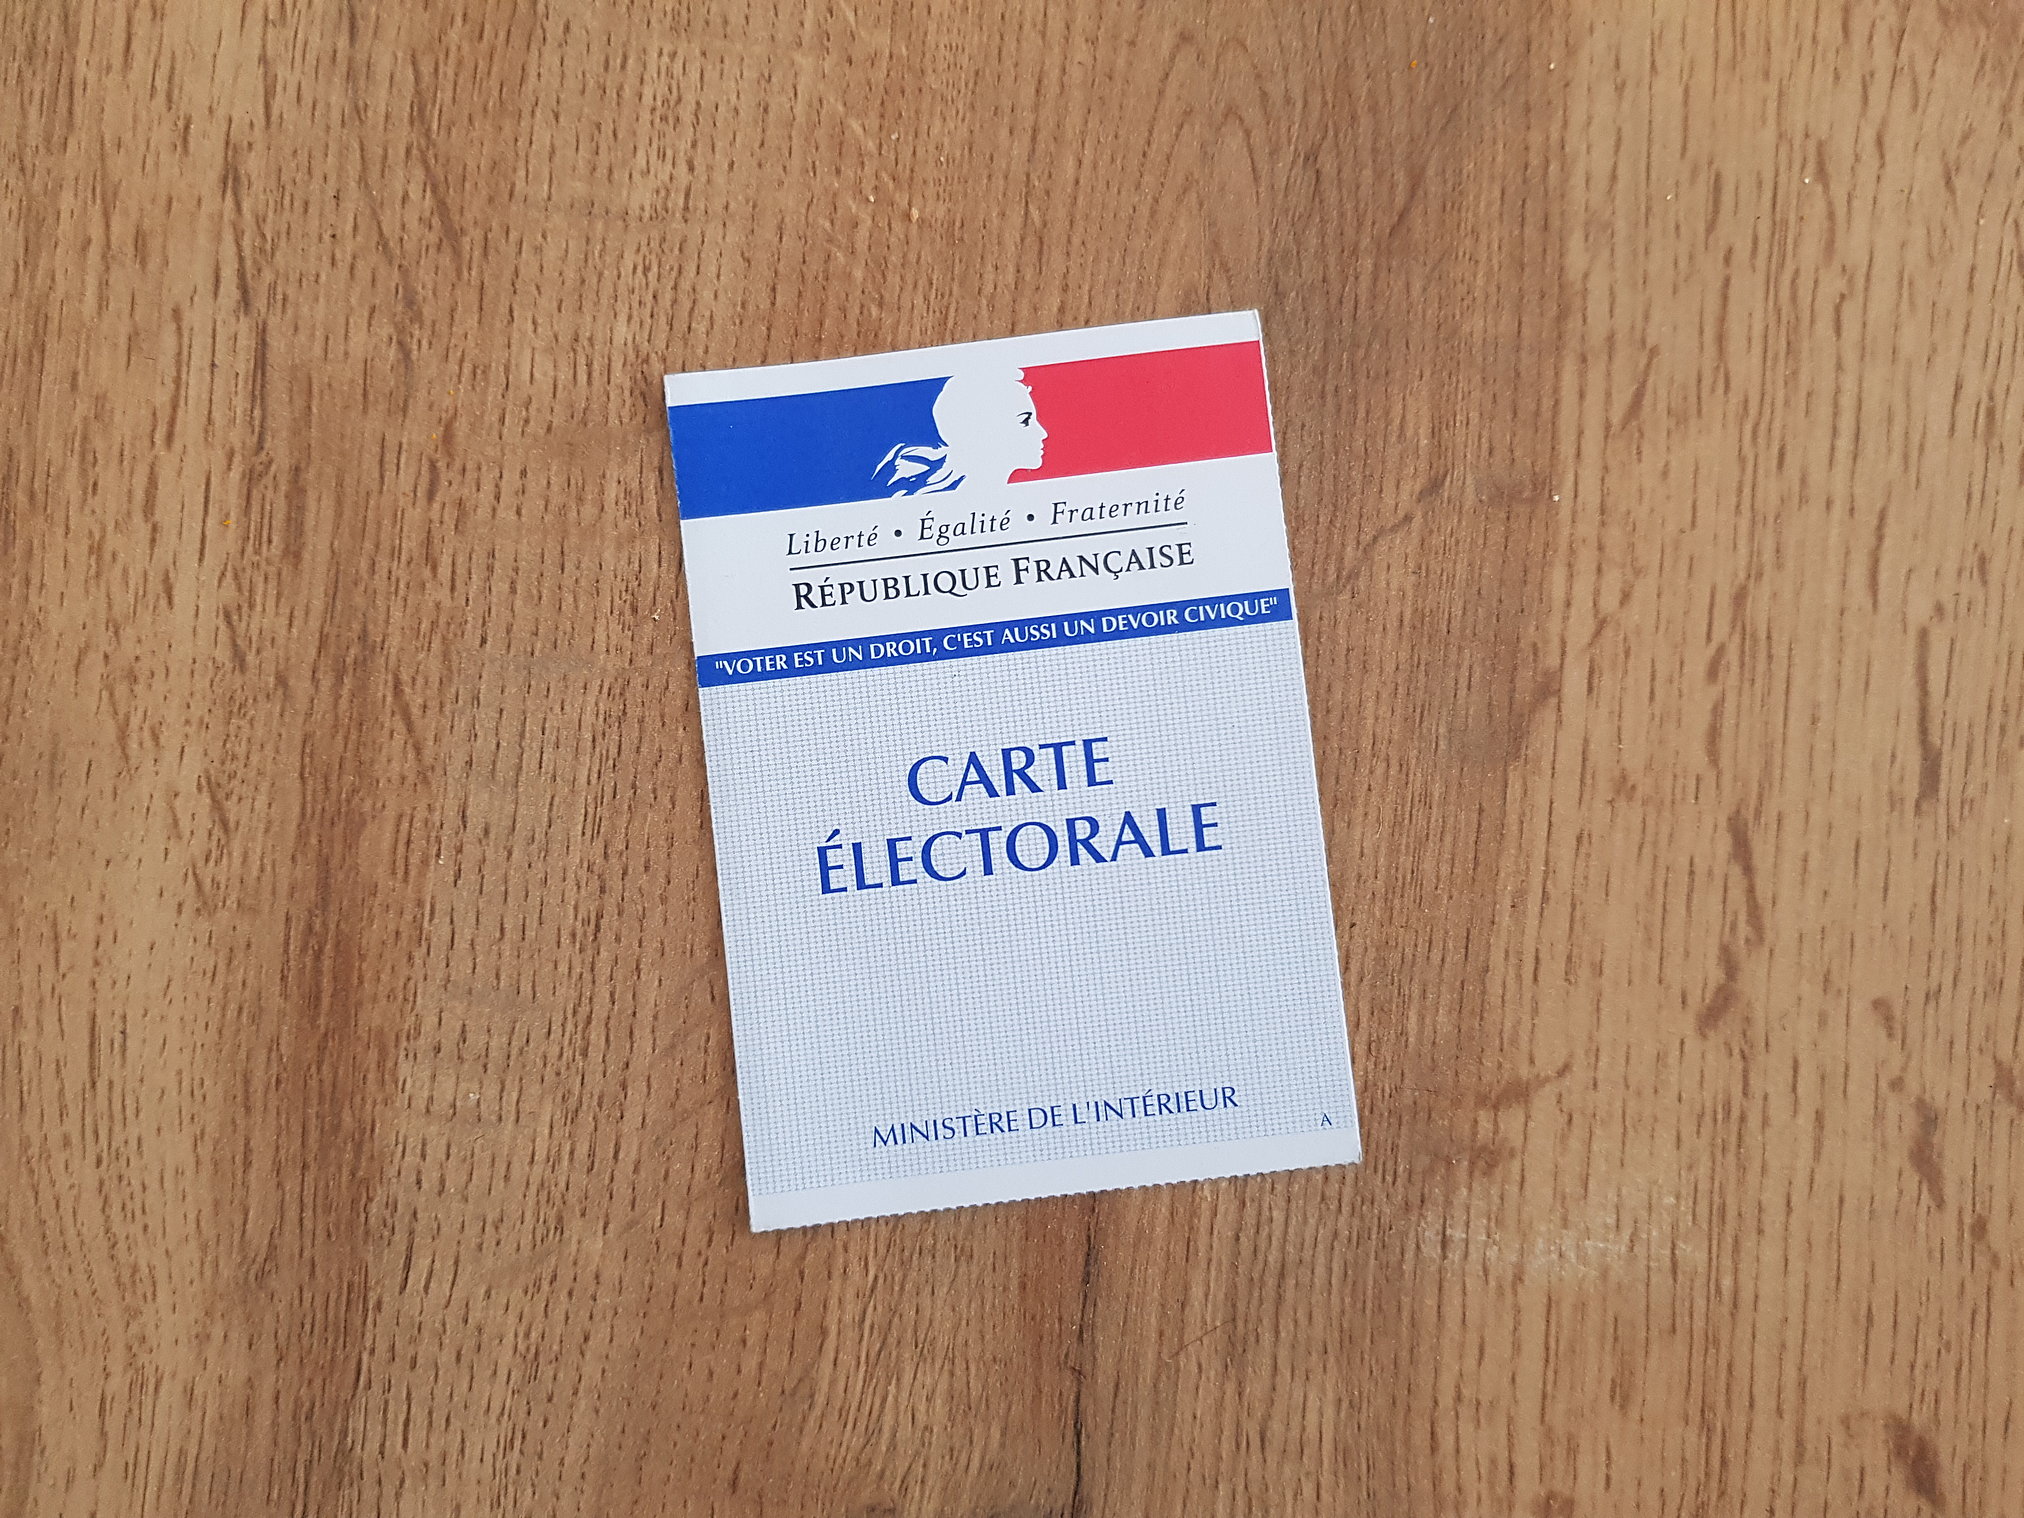 Liberté • Égalité • Fraternité
RÉPUBLIQUE FRANÇAISE
"VOTER EST UN DROIT, C'EST AUSSI UN DEVOIR CIVIQUE"
CARTE
ÉLECTORALE
MINISTÈRE DE L'INTÉRIEUR
A